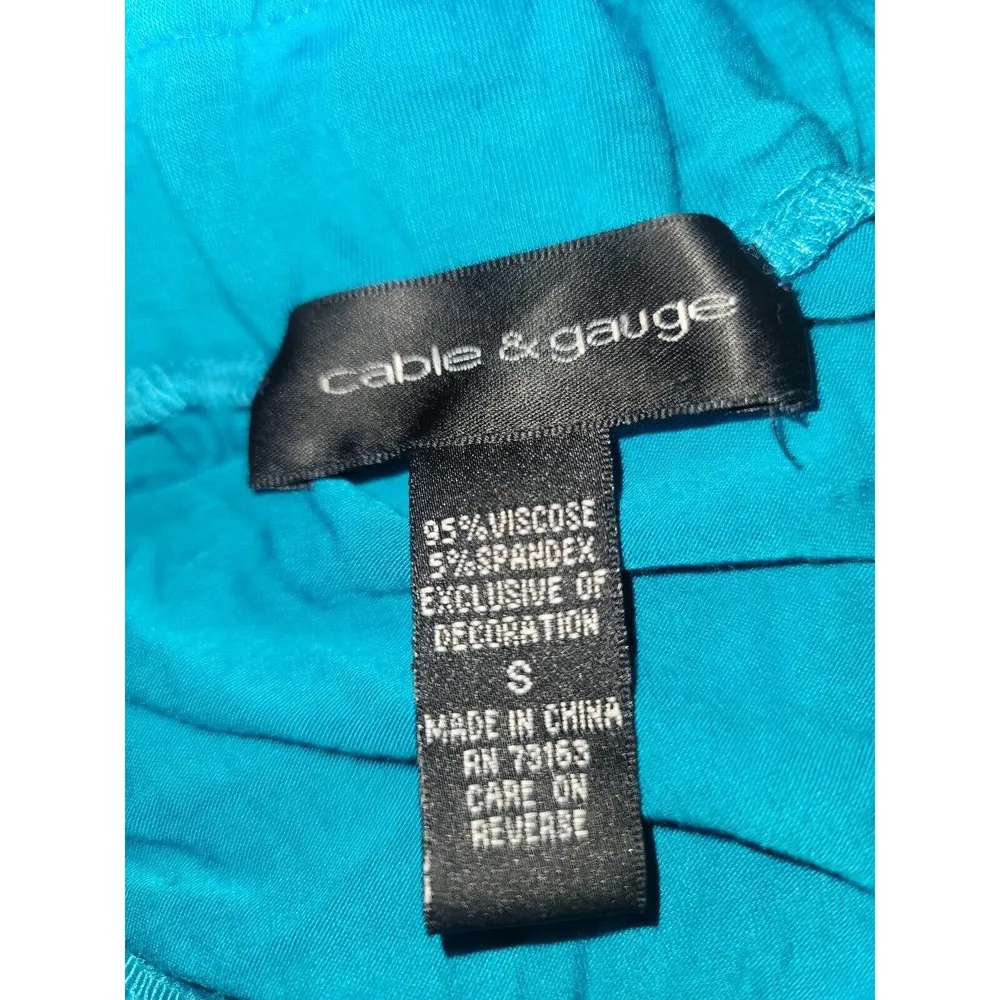 cable & gauge
95%VISCOSE
5%SPANDEX
EXCLUSIVE OF
DECORATION
S
MADE IN CHINA
RN 73163
CARE ON
REVERSE